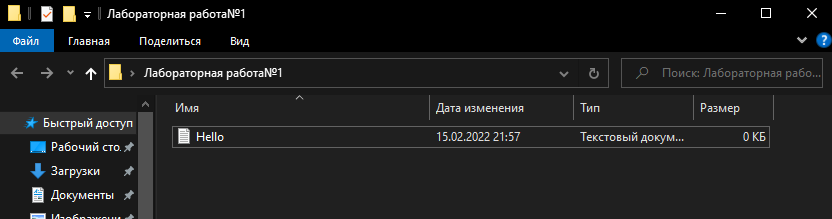 Лабораторная работа№1
Файл Главная Поделиться Вид
Лабораторная работа№1 Поиск: Лабораторная рабо...
Имя Дата изменения Тип Размер
Быстрый доступ
Hello 15.02.2022 21:57 Текстовый докум... 0 КБ
Рабочий сто.
Загрузки
Документы